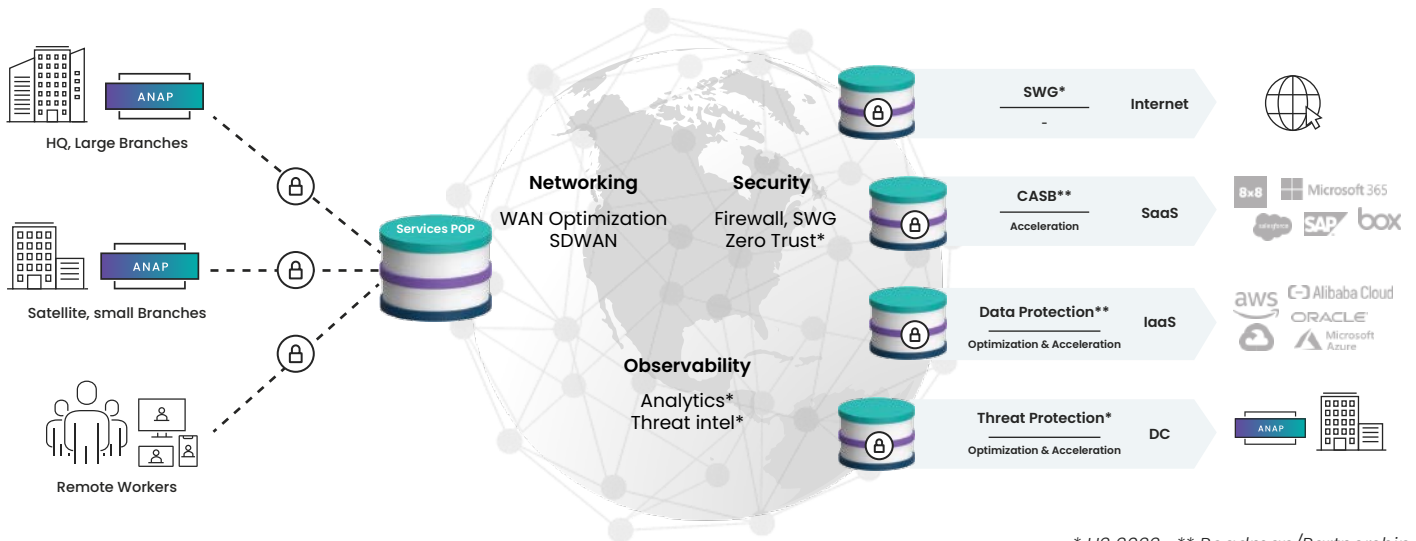 ANAP
HQ, Large Branches
ANAP
Satellite, small Branches
Remote Workers
Services POP
Networking
WAN Optimization
SDWAN
Security
Firewall, SWG
Zero Trust*
Observability
Analytics*
Threat intel*
SWG*
-
Internet
CASB**
Acceleration
SaaS
8x8
Microsoft 365
salesforce
SAP
box
Data Protection**
Optimization & Acceleration
IaaS
aws
Alibaba Cloud
ORACLE
Microsoft
Azure
Threat Protection*
Optimization & Acceleration
DC
ANAP